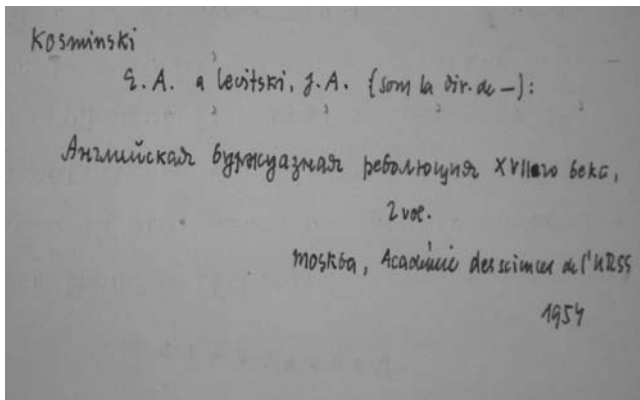 Kosminski
E. A. a Levitski, J. A. (sous la dir. de —):
Английская буржуазная революция XVIIого века,
2 vol.
Moskba, Académie des sciences de l'URSS
1954